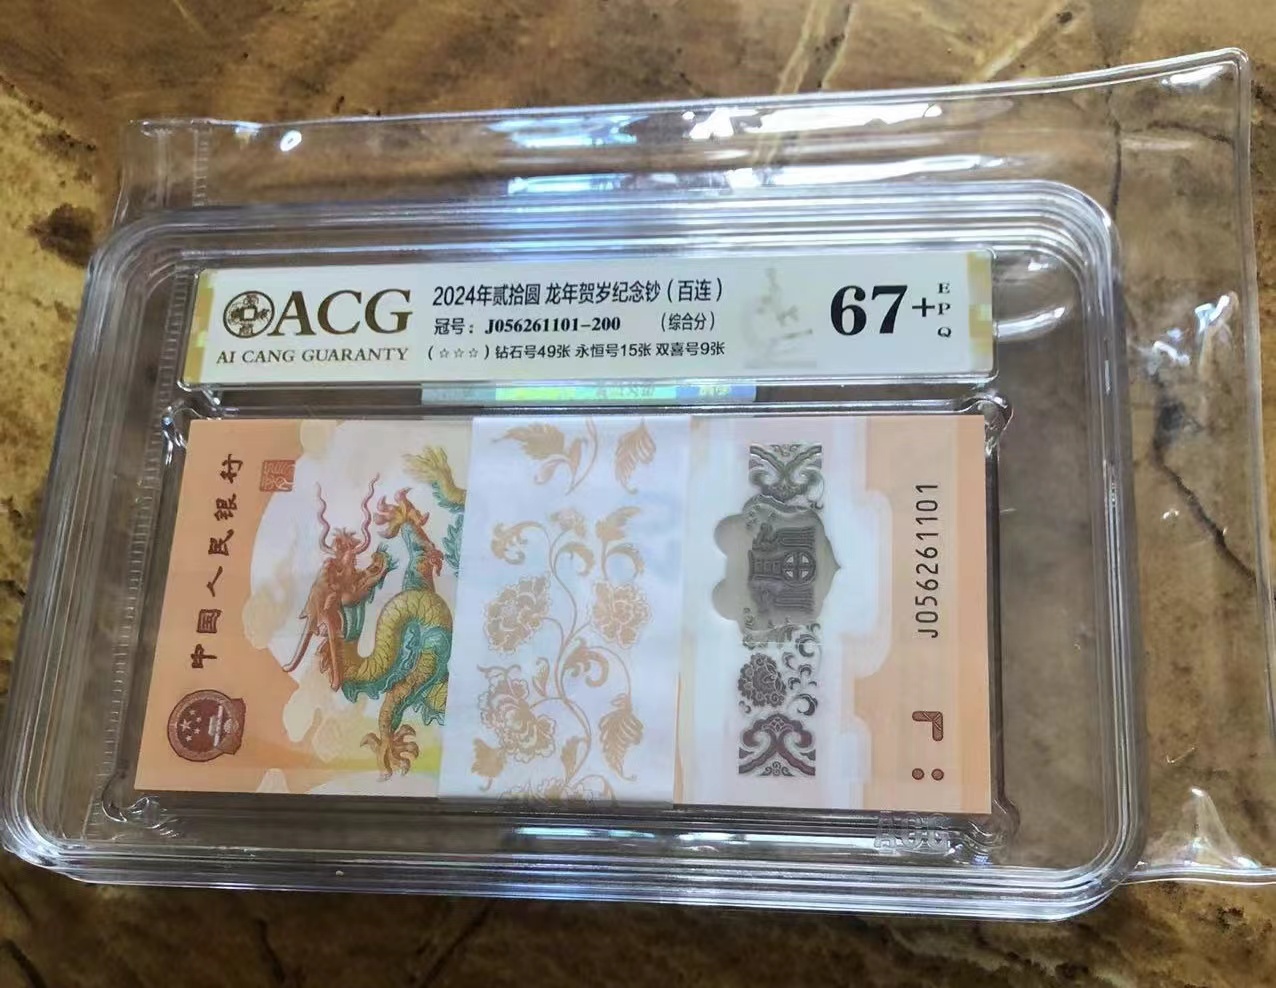 ACG
AI CANG GUARANTY
2024年贰拾圆 龙年贺岁纪念钞(百连)
冠号:J056261101-200 (综合分)
(☆☆☆)钻石号49张 永恒号15张 双喜号9张
67+
EPQ
中国人民银行
J056261101
ACG